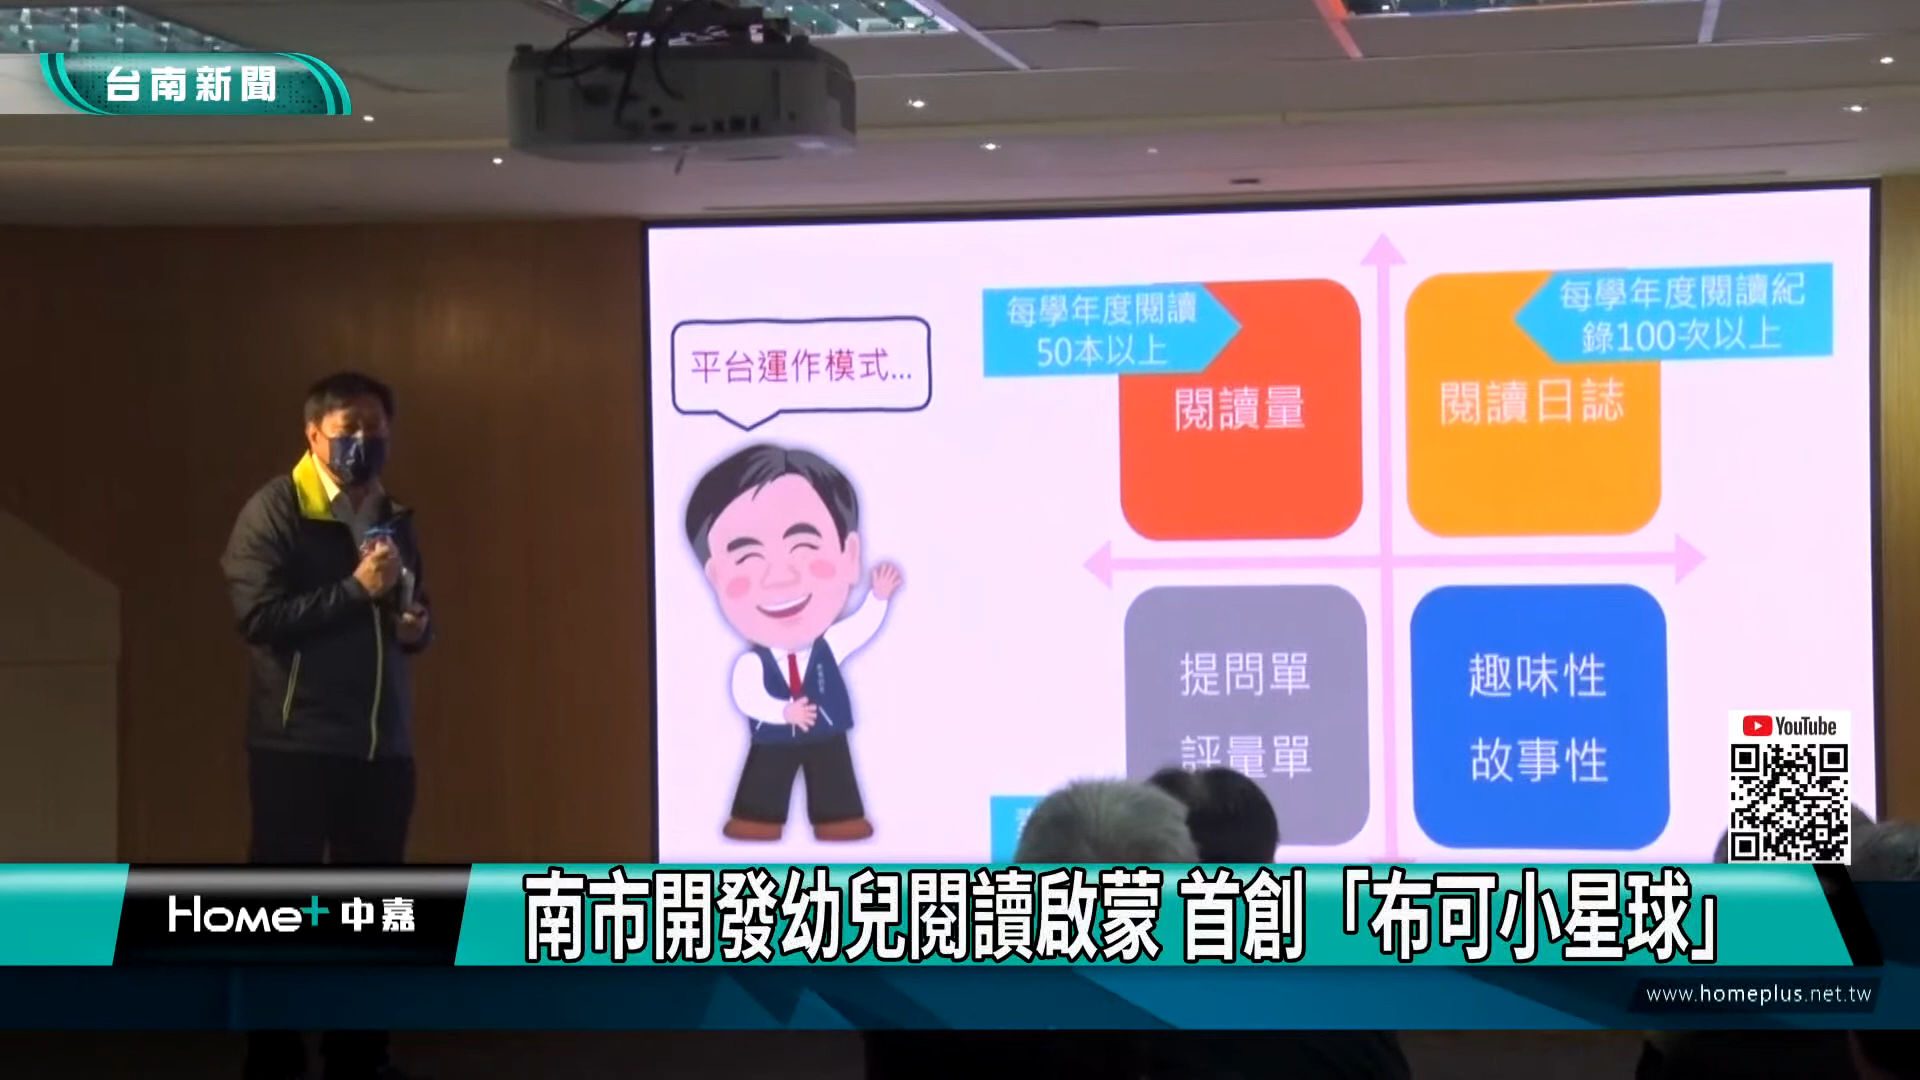 台南新聞
每學年度閱讀
50本以上
每學年度閱讀紀
錄100次以上
平台運作模式...
閱讀量
閱讀日誌
提問單
評量單
趣味性
故事性
YouTube
Home+ 中嘉
南市開發幼兒閱讀啟蒙 首創「布可小星球」
www.homeplus.net.tw